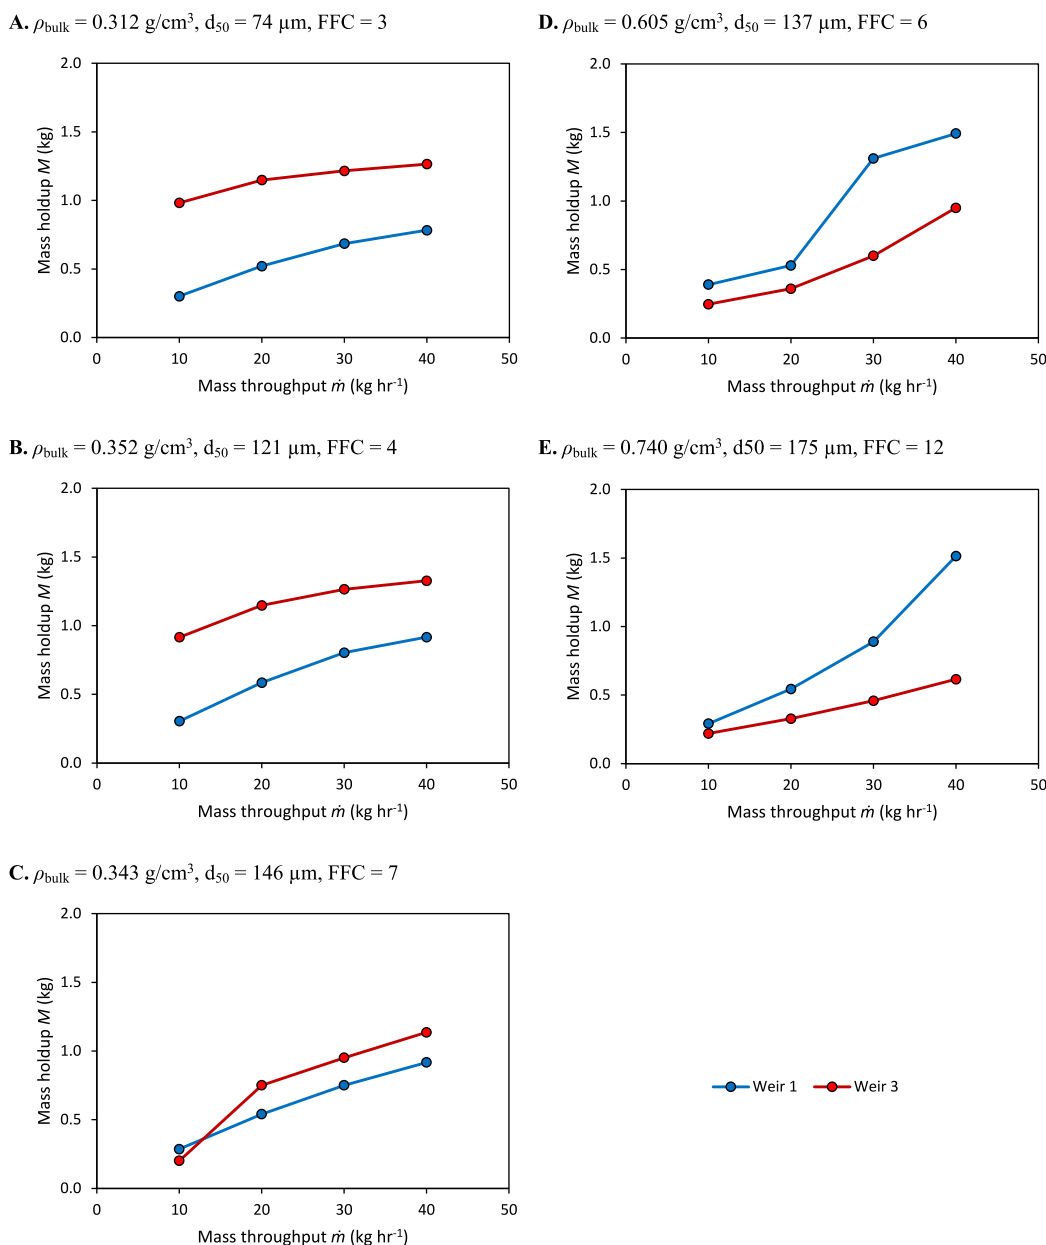 A. ρbulk = 0.312 g/cm³, d₅₀ = 74 µm, FFC = 3
2.0
1.5
1.0
0.5
0.0
Mass holdup M (kg)
0 10 20 30 40 50
Mass throughput ṁ (kg hr⁻¹)
B. ρbulk = 0.352 g/cm³, d₅₀ = 121 µm, FFC = 4
2.0
1.5
1.0
0.5
0.0
Mass holdup M (kg)
0 10 20 30 40 50
Mass throughput ṁ (kg hr⁻¹)
C. ρbulk = 0.343 g/cm³, d₅₀ = 146 µm, FFC = 7
2.0
1.5
1.0
0.5
0.0
Mass holdup M (kg)
0 10 20 30 40 50
Mass throughput ṁ (kg hr⁻¹)
D. ρbulk = 0.605 g/cm³, d₅₀ = 137 µm, FFC = 6
2.0
1.5
1.0
0.5
0.0
Mass holdup M (kg)
0 10 20 30 40 50
Mass throughput ṁ (kg hr⁻¹)
E. ρbulk = 0.740 g/cm³, d50 = 175 µm, FFC = 12
2.0
1.5
1.0
0.5
0.0
Mass holdup M (kg)
0 10 20 30 40 50
Mass throughput ṁ (kg hr⁻¹)
Weir 1 Weir 3